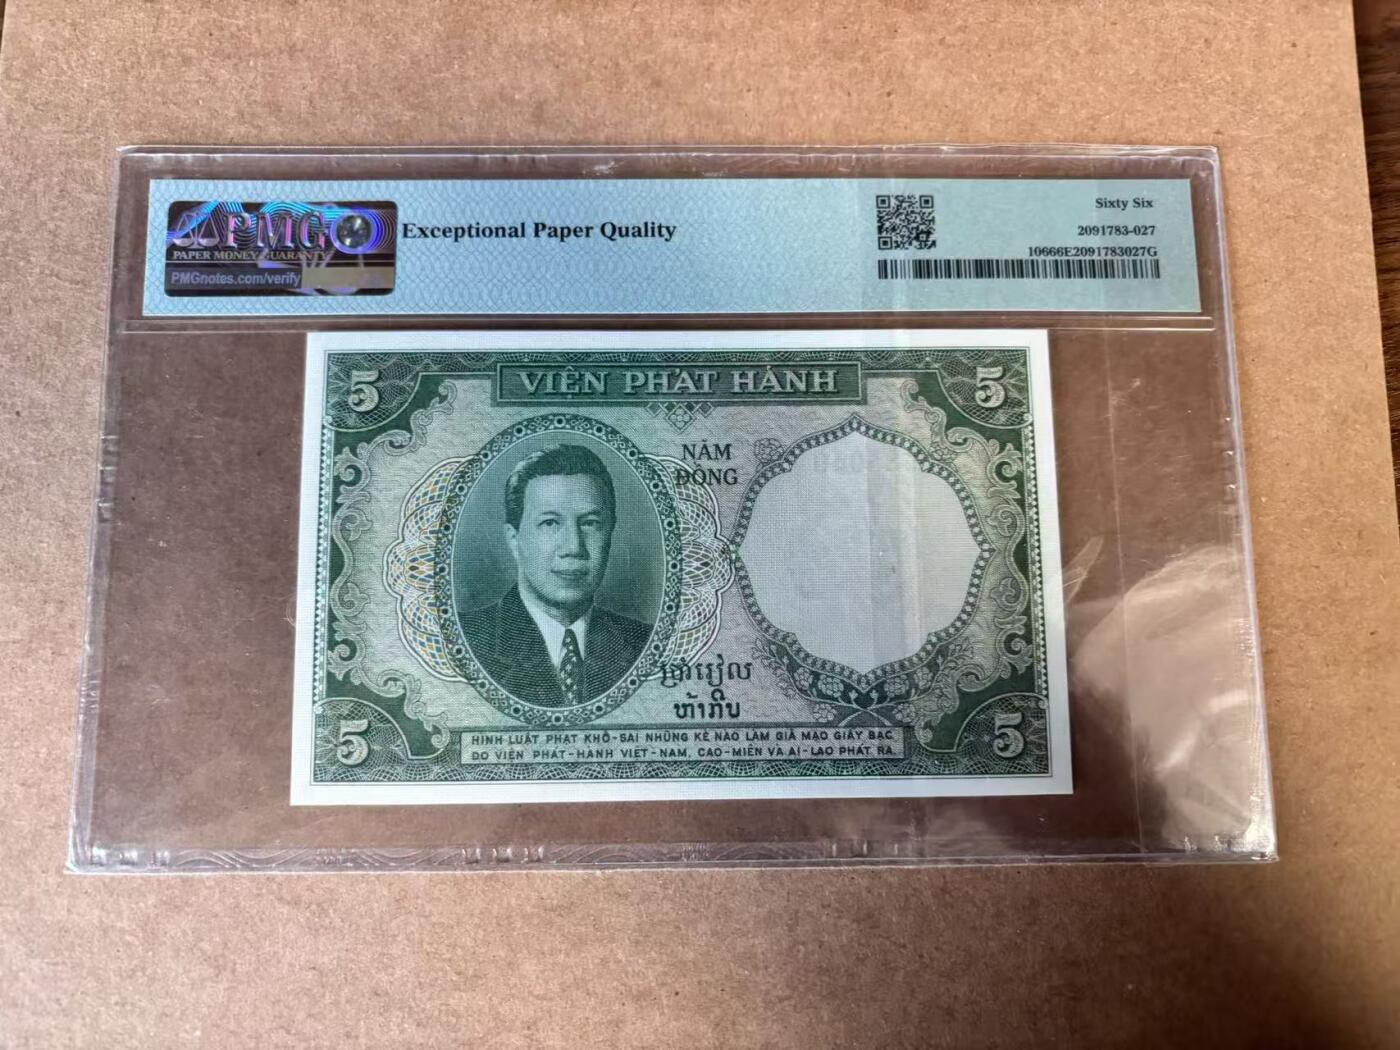 PMG
PAPER MONEY GUARANTY
PMGnotes.com/verify
Exceptional Paper Quality
Sixty Six
2091783-027
10666E2091783027G
5
VIỆN PHÁT HÀNH
5
NĂM
ĐỒNG
ប្រាំរៀល
ຫ້າກີບ
5
HÌNH LUẬT PHẠT KHỔ-SAI NHỮNG KẺ NÀO LÀM GIẢ MẠO GIẤY BẠC
DO VIỆN PHÁT-HÀNH VIỆT-NAM, CAO-MIÊN VÀ AI-LAO PHÁT RA.
5